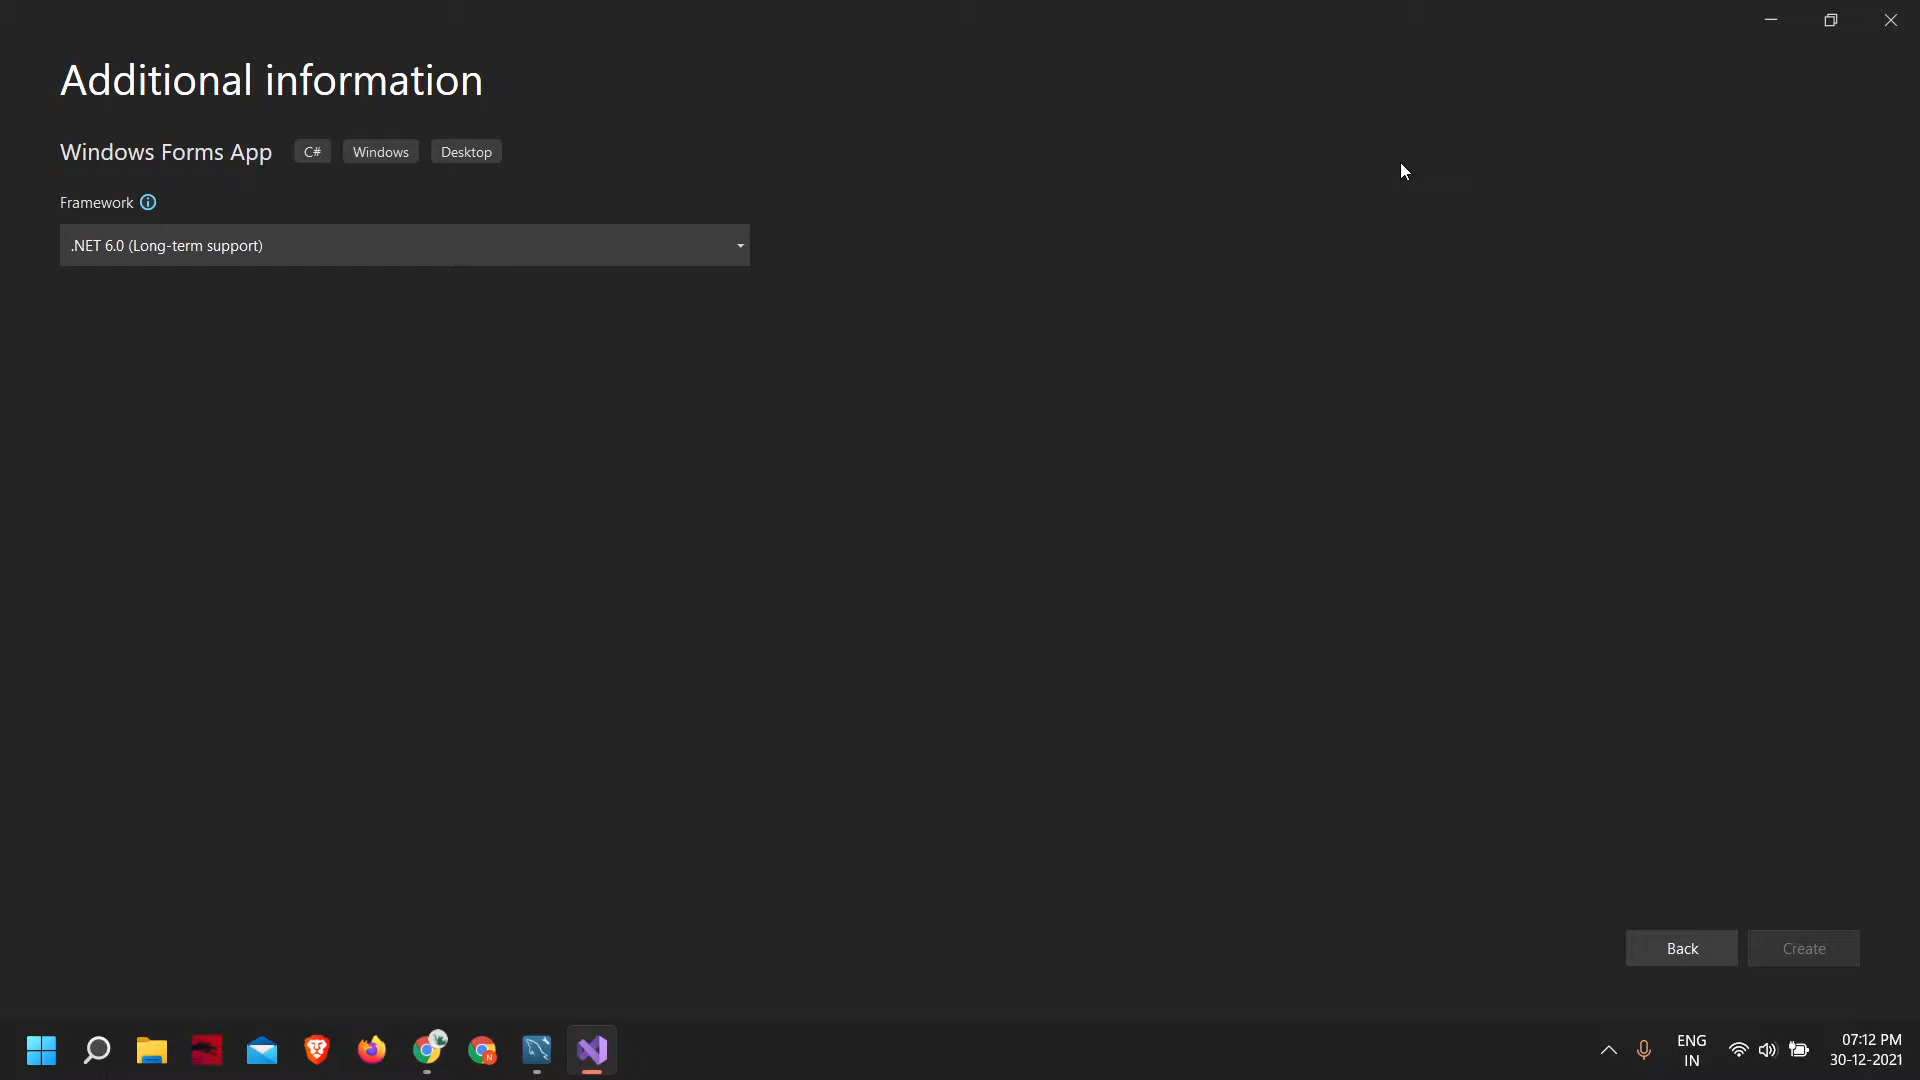 Additional information
Windows Forms App C# Windows Desktop
Framework
.NET 6.0 (Long-term support)
Back Create
ENG
IN
07:12 PM
30-12-2021